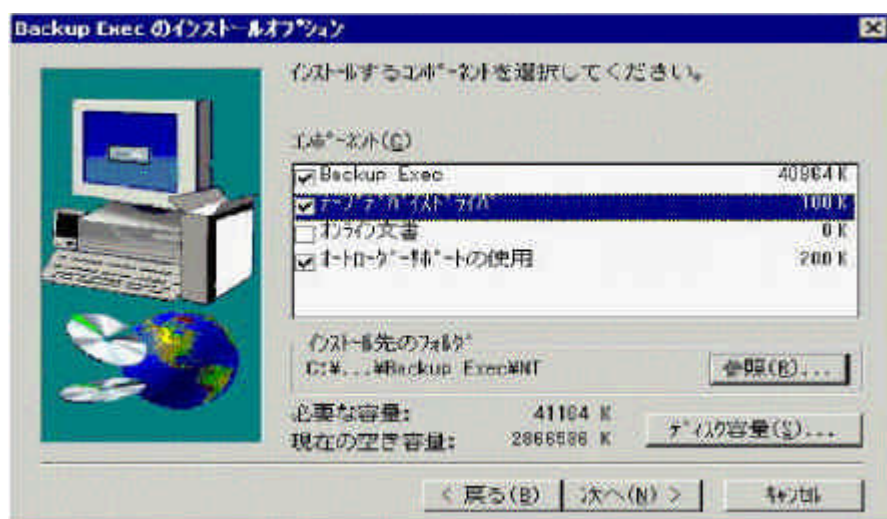 Backup Exec のインストールオプション
インストールするコンポーネントを選択してください。
コンポーネント(C)
Backup Exec 40964 K
テープデバイスドライバ 100 K
オンライン文書 0 K
オートローダーサポートの使用 200 K
インストール先のフォルダ
C:¥...¥Backup Exec¥NT
参照(R)...
必要な容量: 41164 K
現在の空き容量: K
ディスク容量(S)...
< 戻る(B)
次へ(N) >
キャンセル